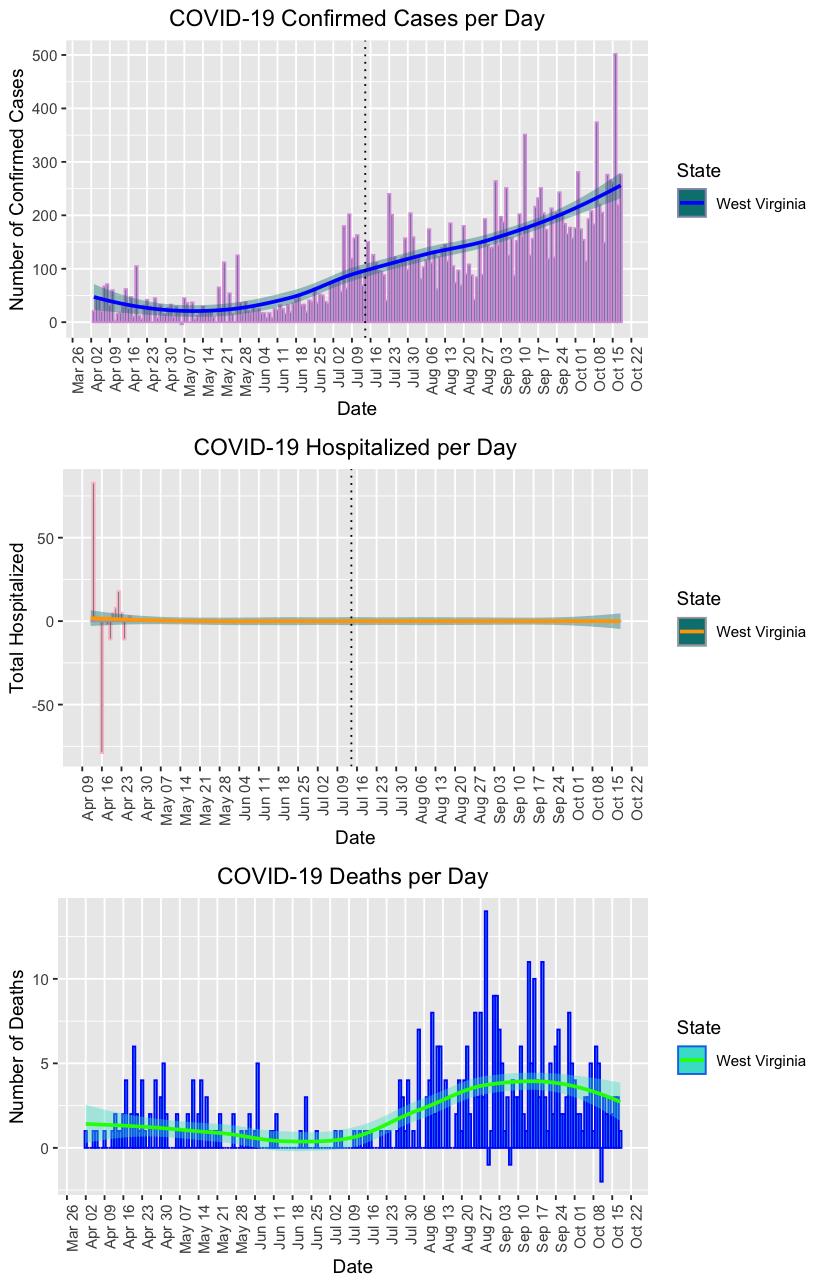 COVID-19 Confirmed Cases per Day
Number of Confirmed Cases
500
400
300
200
100
0
Mar 26
Apr 02
Apr 09
Apr 16
Apr 23
Apr 30
May 07
May 14
May 21
May 28
Jun 04
Jun 11
Jun 18
Jun 25
Jul 02
Jul 09
Jul 16
Jul 23
Jul 30
Aug 06
Aug 13
Aug 20
Aug 27
Sep 03
Sep 10
Sep 17
Sep 24
Oct 01
Oct 08
Oct 15
Oct 22
Date
State
West Virginia
COVID-19 Hospitalized per Day
Total Hospitalized
50
0
-50
Apr 09
Apr 16
Apr 23
Apr 30
May 07
May 14
May 21
May 28
Jun 04
Jun 11
Jun 18
Jun 25
Jul 02
Jul 09
Jul 16
Jul 23
Jul 30
Aug 06
Aug 13
Aug 20
Aug 27
Sep 03
Sep 10
Sep 17
Sep 24
Oct 01
Oct 08
Oct 15
Oct 22
Date
State
West Virginia
COVID-19 Deaths per Day
Number of Deaths
10
5
0
Mar 26
Apr 02
Apr 09
Apr 16
Apr 23
Apr 30
May 07
May 14
May 21
May 28
Jun 04
Jun 11
Jun 18
Jun 25
Jul 02
Jul 09
Jul 16
Jul 23
Jul 30
Aug 06
Aug 13
Aug 20
Aug 27
Sep 03
Sep 10
Sep 17
Sep 24
Oct 01
Oct 08
Oct 15
Oct 22
Date
State
West Virginia